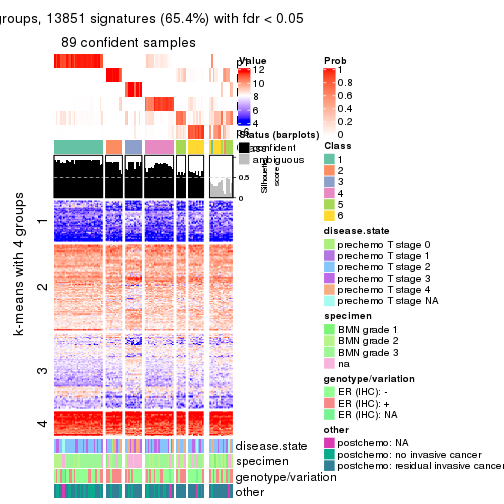 groups, 13851 signatures (65.4%) with fdr < 0.05
89 confident samples
k-means with 4 groups
1
2
3
4
Value
12
10
8
6
4
Status (barplots)
confident
ambiguous
0.5
0
Silhouette
score
disease.state
specimen
genotype/variation
other
Prob
1
0.8
0.6
0.4
0.2
0
Class
1
2
3
4
5
6
disease.state
prechemo T stage 0
prechemo T stage 1
prechemo T stage 2
prechemo T stage 3
prechemo T stage 4
prechemo T stage NA
specimen
BMN grade 1
BMN grade 2
BMN grade 3
na
genotype/variation
ER (IHC): -
ER (IHC): +
ER (IHC): NA
other
postchemo: NA
postchemo: no invasive cancer
postchemo: residual invasive cance